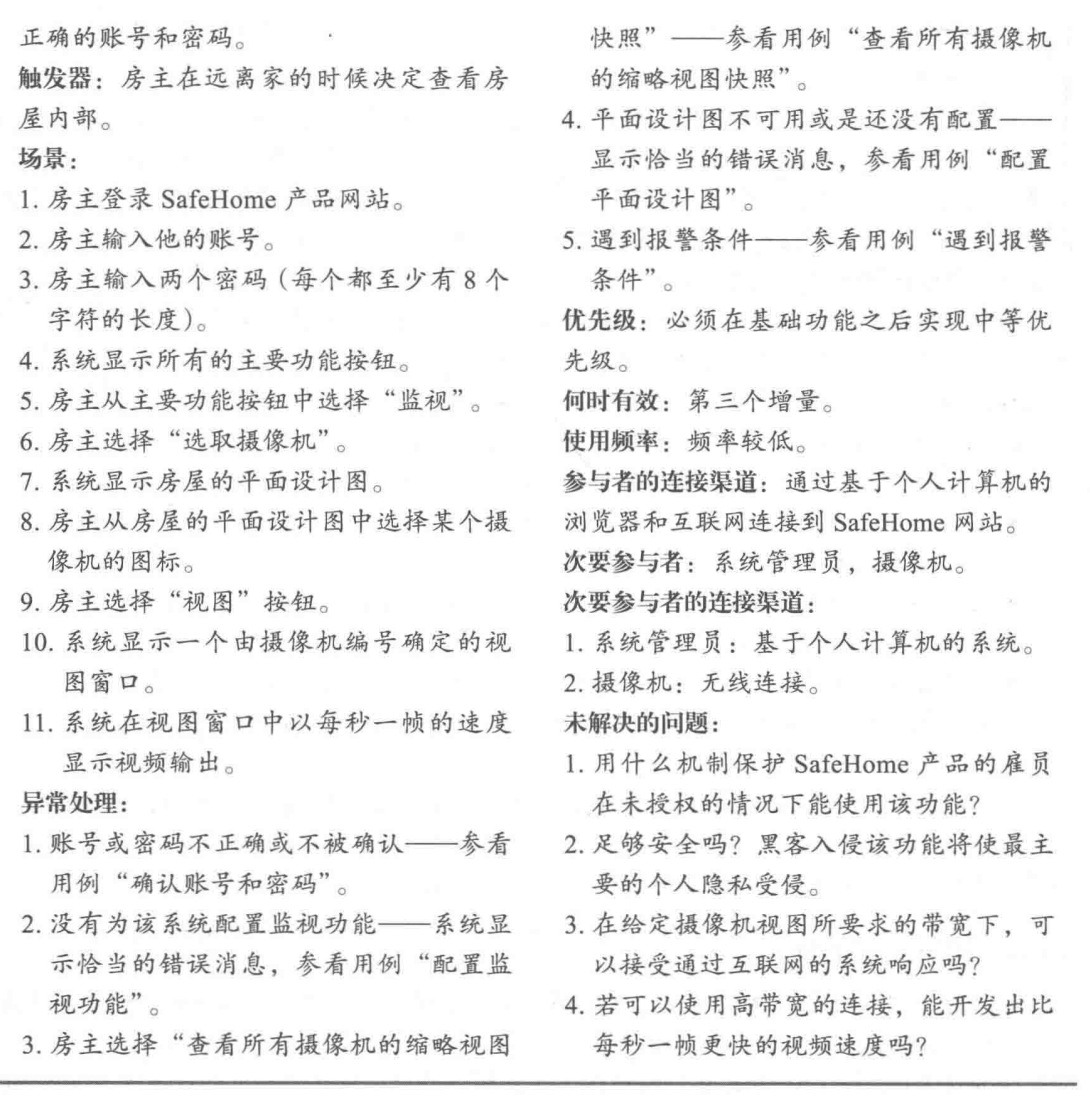 正确的账号和密码。
触发器：房主在远离家的时候决定查看房
屋内部。
场景：
1. 房主登录 SafeHome 产品网站。
2. 房主输入他的账号。
3. 房主输入两个密码（每个都至少有 8 个
字符的长度）。
4. 系统显示所有的主要功能按钮。
5. 房主从主要功能按钮中选择“监视”。
6. 房主选择“选取摄像机”。
7. 系统显示房屋的平面设计图。
8. 房主从房屋的平面设计图中选择某个摄
像机的图标。
9. 房主选择“视图”按钮。
10. 系统显示一个由摄像机编号确定的视
图窗口。
11. 系统在视图窗口中以每秒一帧的速度
显示视频输出。
异常处理：
1. 账号或密码不正确或不被确认——参看
用例“确认账号和密码”。
2. 没有为该系统配置监视功能——系统显
示恰当的错误消息，参看用例“配置监
视功能”。
3. 房主选择“查看所有摄像机的缩略视图
快照”——参看用例“查看所有摄像机
的缩略视图快照”。
4. 平面设计图不可用或是还没有配置——
显示恰当的错误消息，参看用例“配置
平面设计图”。
5. 遇到报警条件——参看用例“遇到报警
条件”。
优先级：必须在基础功能之后实现中等优
先级。
何时有效：第三个增量。
使用频率：频率较低。
参与者的连接渠道：通过基于个人计算机的
浏览器和互联网连接到 SafeHome 网站。
次要参与者：系统管理员，摄像机。
次要参与者的连接渠道：
1. 系统管理员：基于个人计算机的系统。
2. 摄像机：无线连接。
未解决的问题：
1. 用什么机制保护 SafeHome 产品的雇员
在未授权的情况下能使用该功能？
2. 足够安全吗？黑客入侵该功能将使最主
要的个人隐私受侵。
3. 在给定摄像机视图所要求的带宽下，可
以接受通过互联网的系统响应吗？
4. 若可以使用高带宽的连接，能开发出比
每秒一帧更快的视频速度吗？